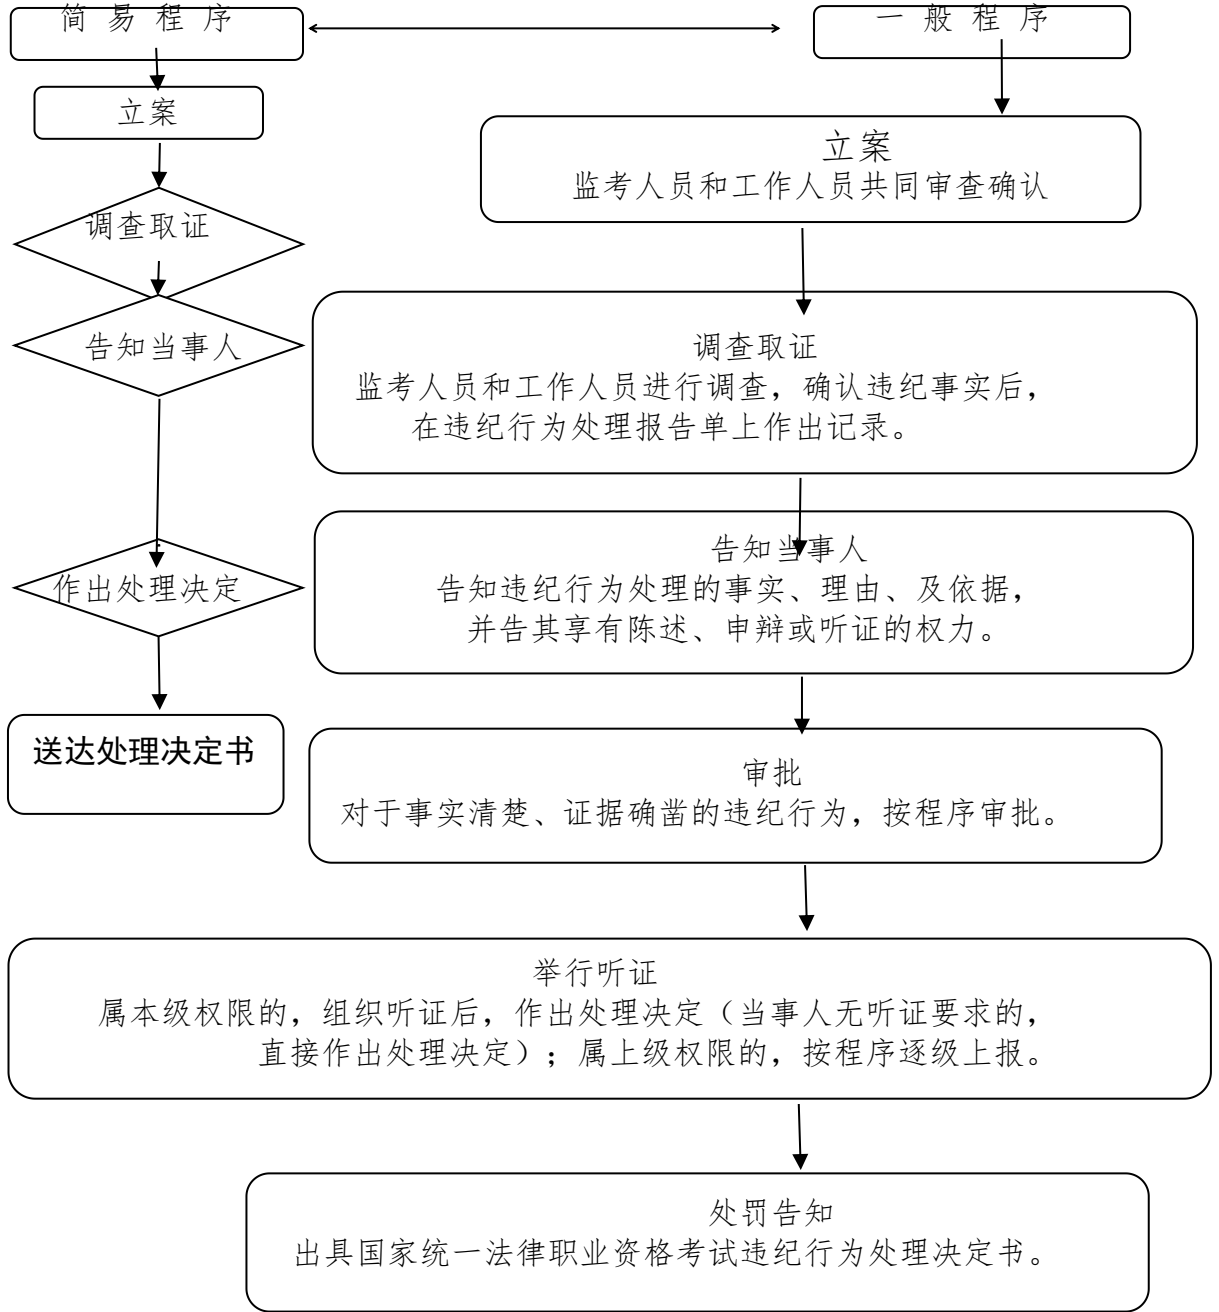 简 易 程 序
立案
调查取证
告知当事人
作出处理决定
送达处理决定书
一 般 程 序
立案
监考人员和工作人员共同审查确认
调查取证
监考人员和工作人员进行调查，确认违纪事实后，
在违纪行为处理报告单上作出记录。
告知当事人
告知违纪行为处理的事实、理由、及依据，
并告其享有陈述、申辩或听证的权力。
审批
对于事实清楚、证据确凿的违纪行为，按程序审批。
举行听证
属本级权限的，组织听证后，作出处理决定（当事人无听证要求的，
直接作出处理决定）；属上级权限的，按程序逐级上报。
处罚告知
出具国家统一法律职业资格考试违纪行为处理决定书。